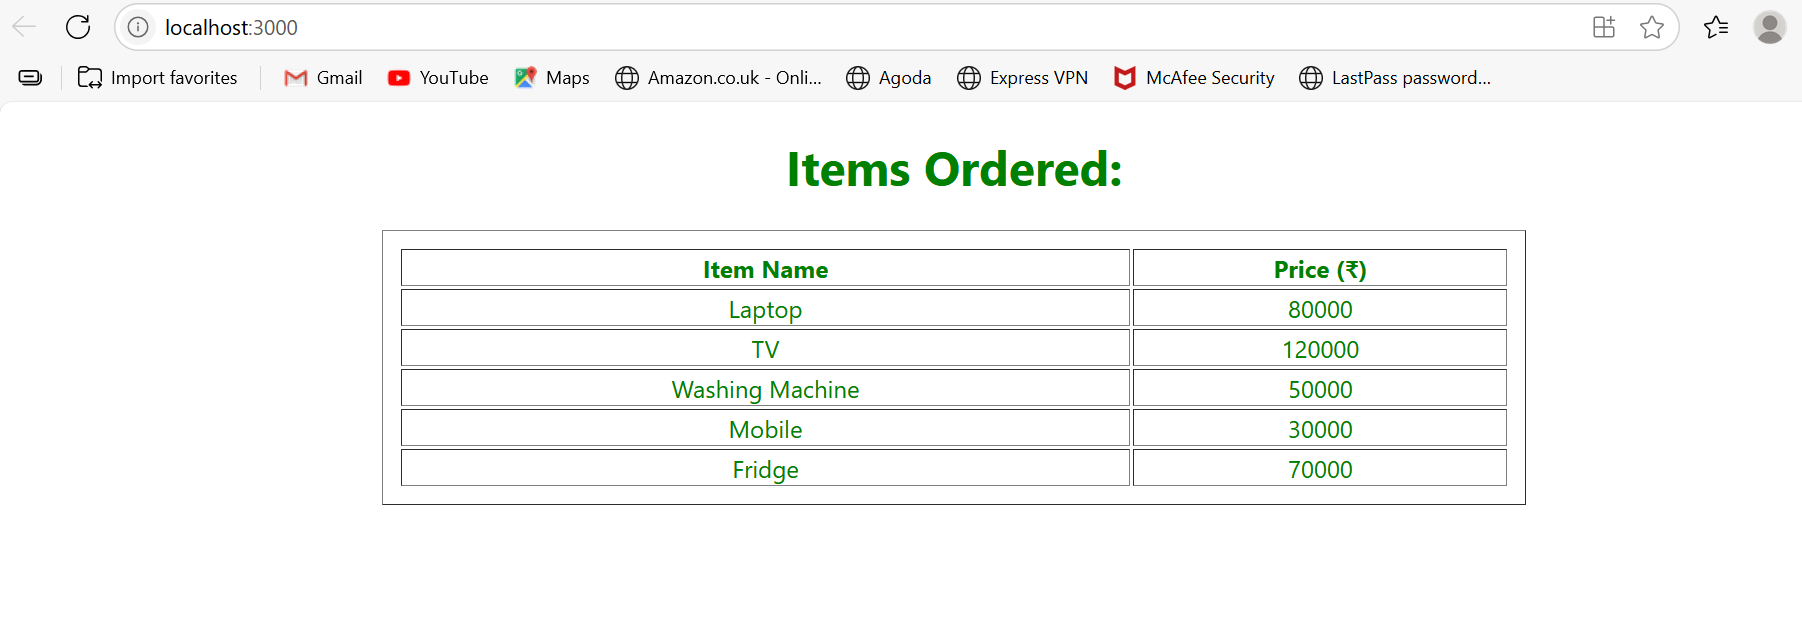 localhost:3000
Import favorites Gmail YouTube Maps Amazon.co.uk - Onli... Agoda Express VPN McAfee Security LastPass password...
Items Ordered:
Item Name Price (₹)
Laptop 80000
TV 120000
Washing Machine 50000
Mobile 30000
Fridge 70000